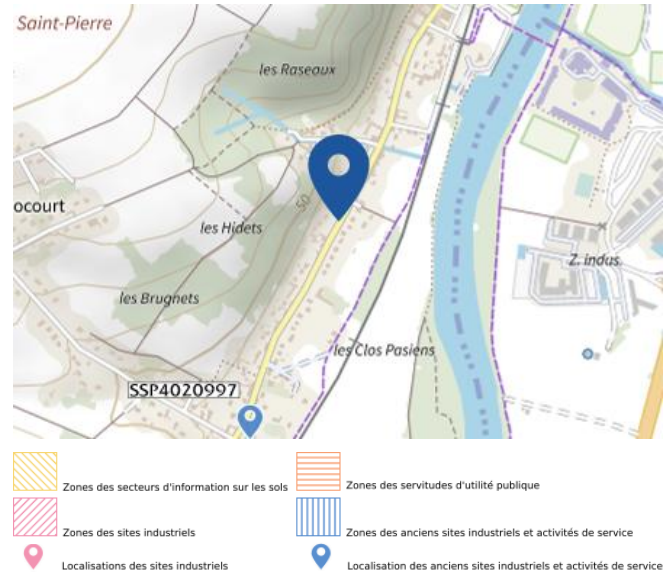 Saint-Pierre
les Raseaux
ocourt
50
les Hidets
Z. indus.
les Brugnets
les Clos Pasiens
SSP4020997
Zones des secteurs d'information sur les sols
Zones des servitudes d'utilité publique
Zones des sites industriels
Zones des anciens sites industriels et activités de service
Localisations des sites industriels
Localisation des anciens sites industriels et activités de service